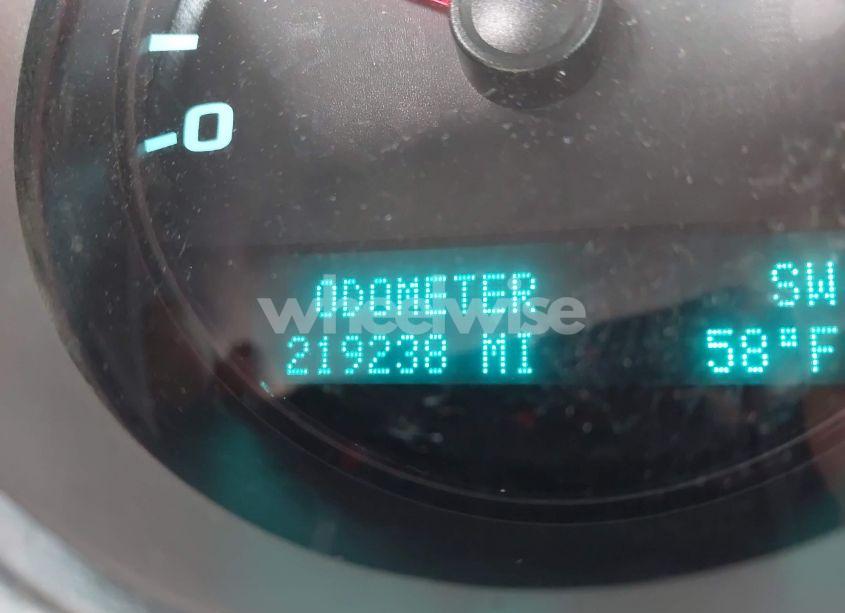 0
ODOMETER
SW
wheelwise
219238 MI
58°F